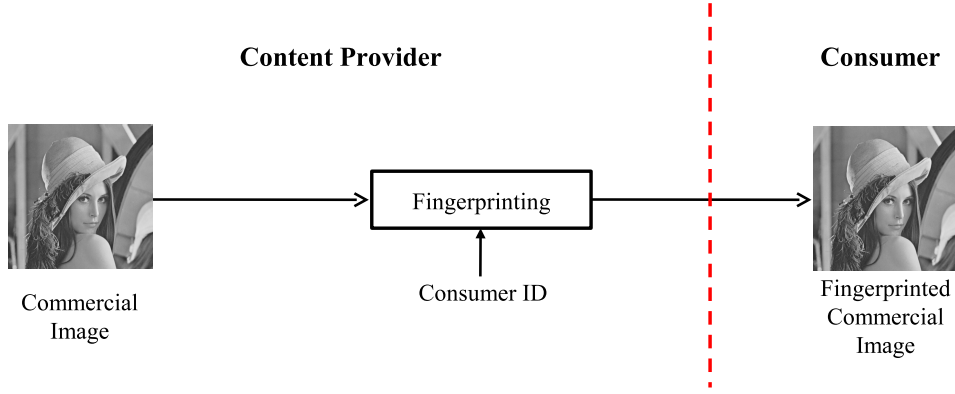 Content Provider
Consumer
Fingerprinting
Consumer ID
Commercial
Image
Fingerprinted
Commercial
Image